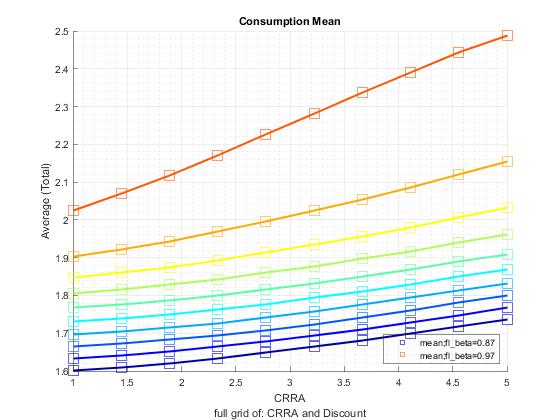 Consumption Mean
Average (Total)
2.5
2.4
2.3
2.2
2.1
2
1.9
1.8
1.7
1.6
mean;fl_beta=0.87
mean;fl_beta=0.97
1 1.5 2 2.5 3 3.5 4 4.5 5
CRRA
full grid of: CRRA and Discount